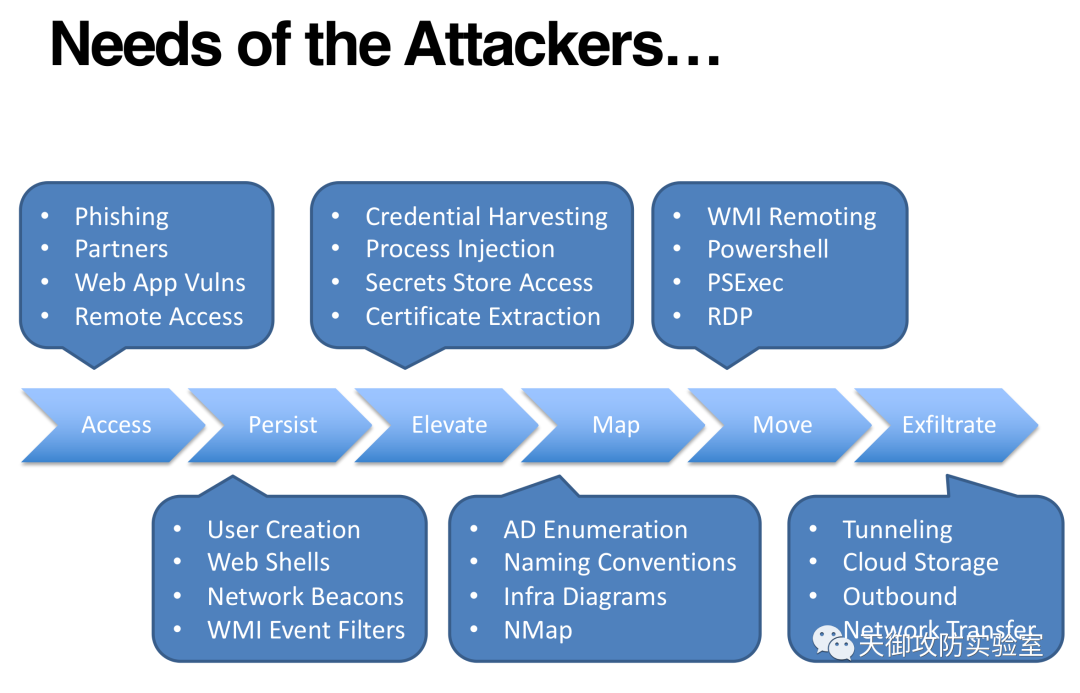 Needs of the Attackers…
• Phishing
• Partners
• Web App Vulns
• Remote Access
• Credential Harvesting
• Process Injection
• Secrets Store Access
• Certificate Extraction
• WMI Remoting
• Powershell
• PSExec
• RDP
Access
Persist
Elevate
Map
Move
Exfiltrate
• User Creation
• Web Shells
• Network Beacons
• WMI Event Filters
• AD Enumeration
• Naming Conventions
• Infra Diagrams
• NMap
• Tunneling
• Cloud Storage
• Outbound
Network Transfer
天御攻防实验室